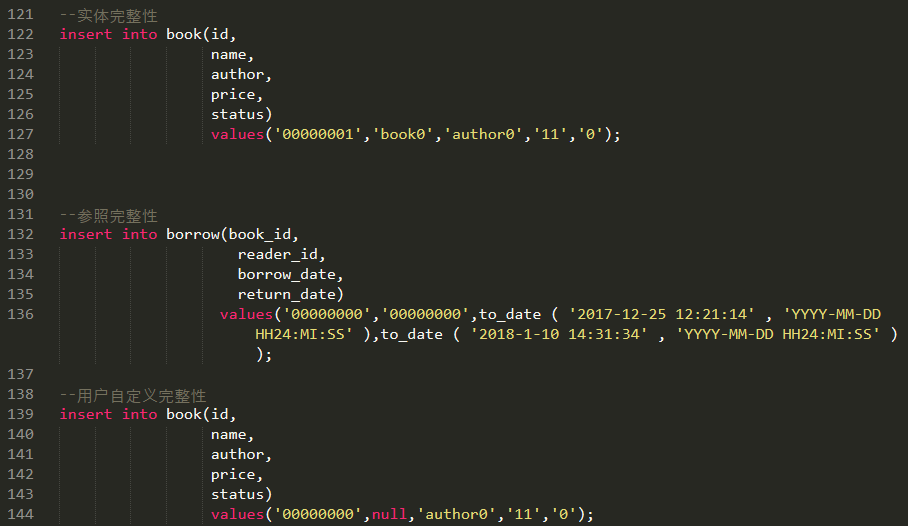 121 --实体完整性
122 insert into book(id,
123 name,
124 author,
125 price,
126 status)
127 values('00000001','book0','author0','11','0');
128
129
130
131 --参照完整性
132 insert into borrow(book_id,
133 reader_id,
134 borrow_date,
135 return_date)
136 values('00000000','00000000',to_date ( '2017-12-25 12:21:14' , 'YYYY-MM-DD
HH24:MI:SS' ),to_date ( '2018-1-10 14:31:34' , 'YYYY-MM-DD HH24:MI:SS' )
);
137
138 --用户自定义完整性
139 insert into book(id,
140 name,
141 author,
142 price,
143 status)
144 values('00000000',null,'author0','11','0');